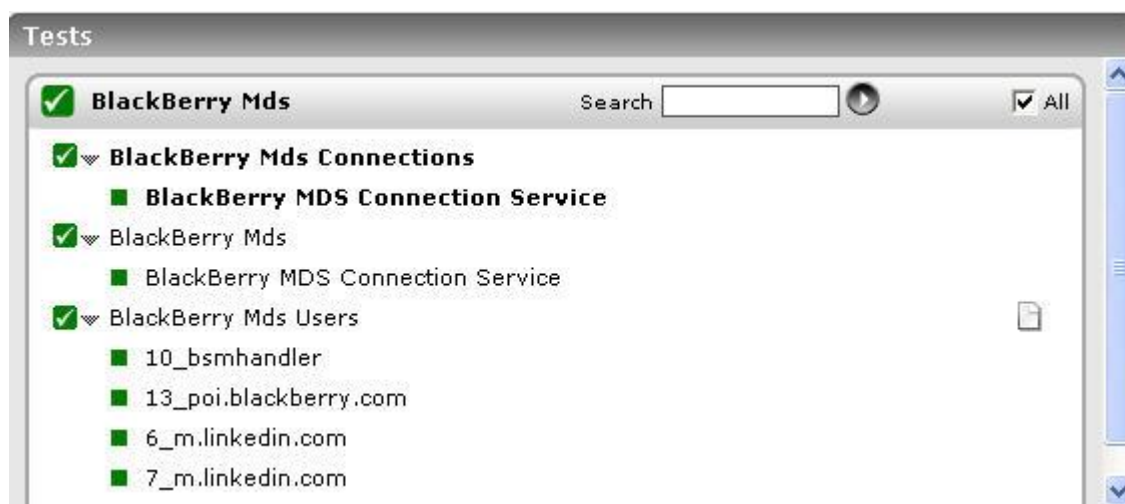 Tests
BlackBerry Mds Search All
BlackBerry Mds Connections
BlackBerry MDS Connection Service
BlackBerry Mds
BlackBerry MDS Connection Service
BlackBerry Mds Users
10_bsmhandler
13_poi.blackberry.com
6_m.linkedin.com
7_m.linkedin.com